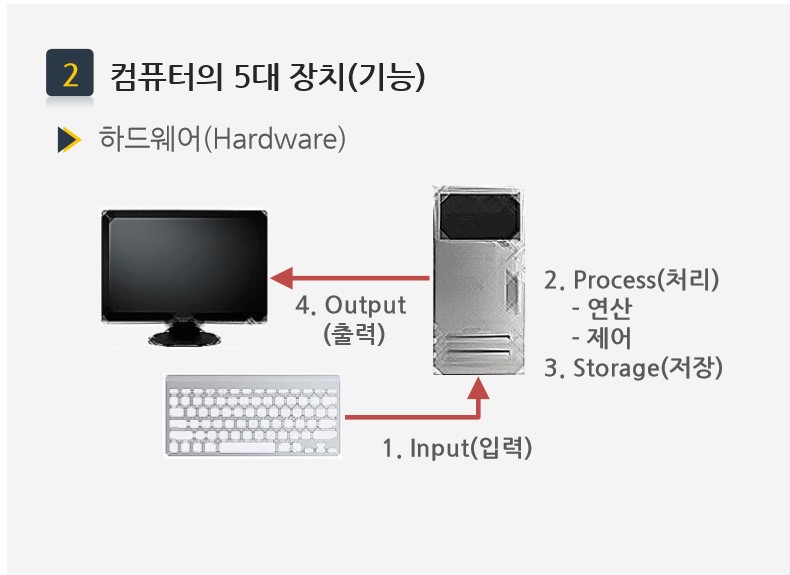 2 컴퓨터의 5대 장치(기능)
하드웨어(Hardware)
4. Output
(출력)
2. Process(처리)
- 연산
- 제어
3. Storage(저장)
1. Input(입력)